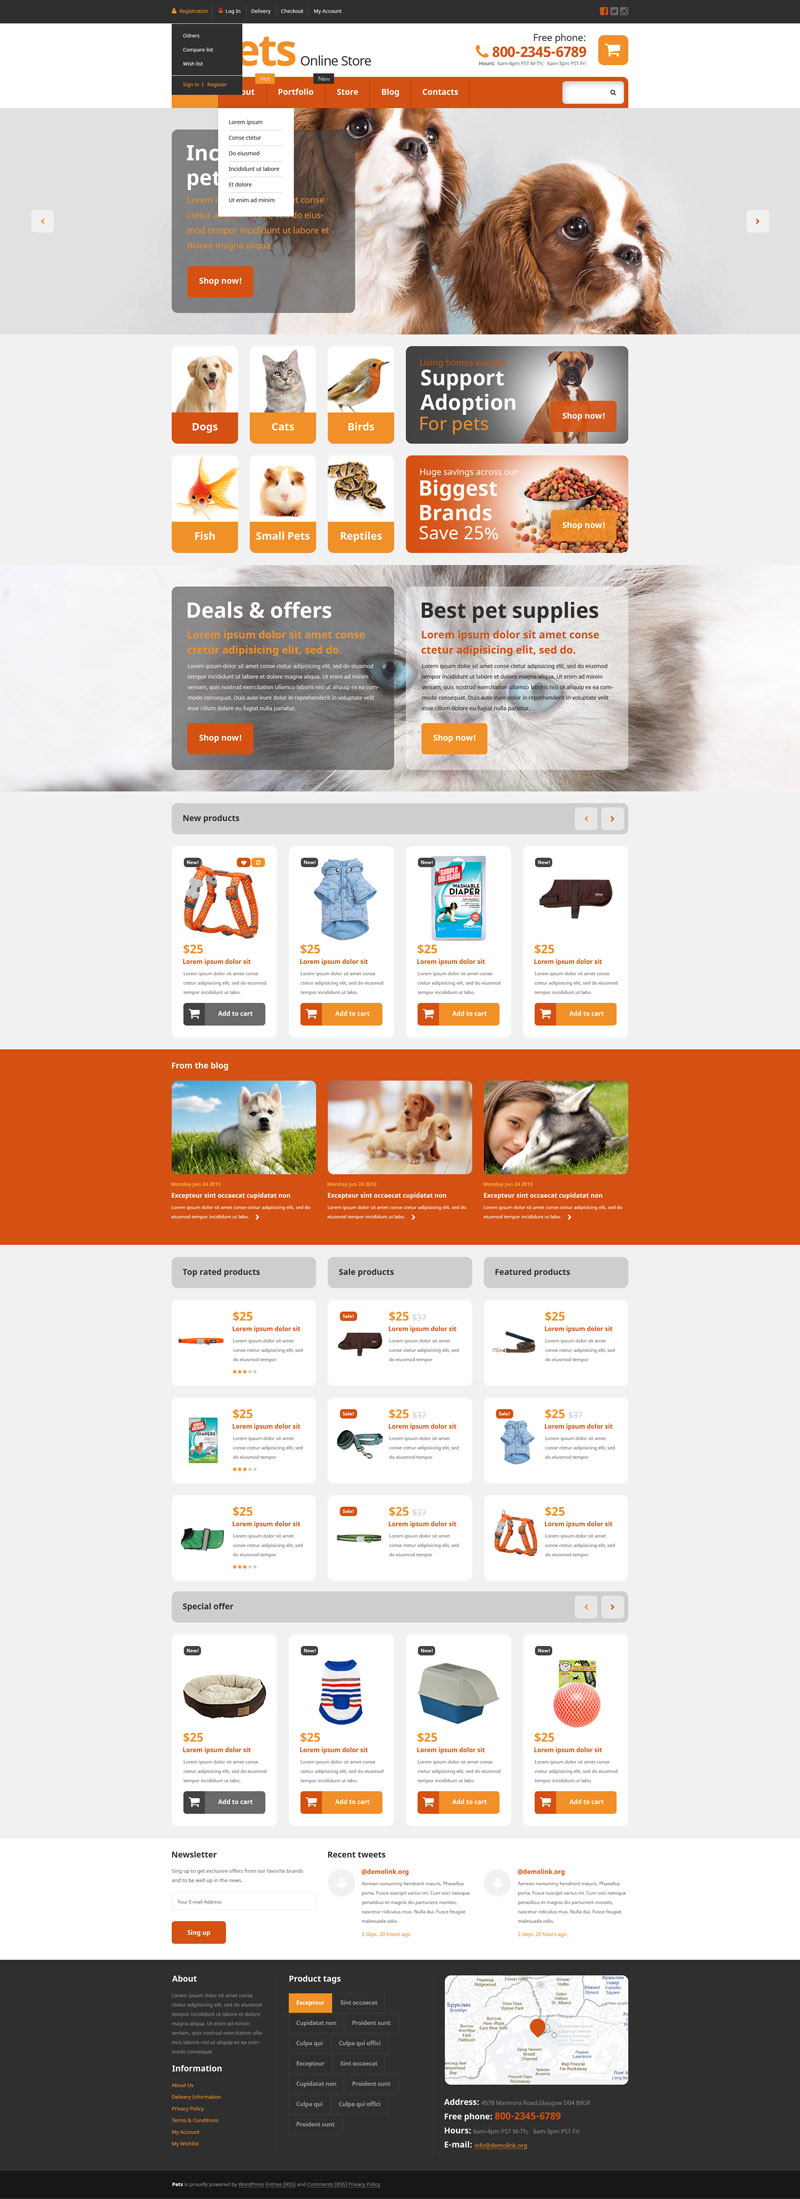 Registration
Log In
Delivery
Checkout
My Account
Odrers
Compare list
Wish list
Sign in | Register
ets Online Store
Free phone:
800-2345-6789
Hours: 6am-4pm PST M-Th; 6am-3pm PST Fri
Hot
New
out
Portfolio
Store
Blog
Contacts
Lorem ipsum
Conse ctetur
Do eiusmod
Incididunt ut labore
Et dolore
Ut enim ad minim
Inc
pet
Lorem i
et conse
ctetur a
do eius-
mod tempor incididunt ut labore et
dolore magna aliqua.
Shop now!
Dogs
Cats
Birds
Living homes wanted
Support
Adoption
For pets
Shop now!
Fish
Small Pets
Reptiles
Huge savings across our
Biggest
Brands
Save 25%
Shop now!
Deals & offers
Lorem ipsum dolor sit amet conse
ctetur adipisicing elit, sed do.
Lorem ipsum dolor sit amet conse ctetur adipisicing elit, sed do eiusmod
tempor incididunt ut labore et dolore magna aliqua. Ut enim ad minim
veniam, quis nostrud exercitation ullamco laboris nisi ut aliquip ex ea com-
modo consequat. Duis aute irure dolor in reprehenderit in voluptate velit
esse cillum dolore eu fugiat nulla pariatur.
Shop now!
Best pet supplies
Lorem ipsum dolor sit amet conse
ctetur adipisicing elit, sed do.
Lorem ipsum dolor sit amet conse ctetur adipisicing elit, sed do eiusmod
tempor incididunt ut labore et dolore magna aliqua. Ut enim ad minim
veniam, quis nostrud exercitation ullamco laboris nisi ut aliquip ex ea com-
modo consequat. Duis aute irure dolor in reprehenderit in voluptate velit
esse cillum dolore eu fugiat nulla pariatur.
Shop now!
New products
New!
$25
Lorem ipsum dolor sit
Lorem ipsum dolor sit amet conse
ctetur adipisicing elit, sed do eiusmod
tempor incididunt ut labo.
Add to cart
New!
$25
Lorem ipsum dolor sit
Lorem ipsum dolor sit amet conse
ctetur adipisicing elit, sed do eiusmod
tempor incididunt ut labo.
Add to cart
New!
SIMPLE
SOLUTION
WASHABLE
DIAPER
$25
Lorem ipsum dolor sit
Lorem ipsum dolor sit amet conse
ctetur adipisicing elit, sed do eiusmod
tempor incididunt ut labo.
Add to cart
New!
$25
Lorem ipsum dolor sit
Lorem ipsum dolor sit amet conse
ctetur adipisicing elit, sed do eiusmod
tempor incididunt ut labo.
Add to cart
From the blog
Monday Jun 24 2013
Excepteur sint occaecat cupidatat non
Lorem ipsum dolor sit amet conse ctetur adipisicing elit, sed do
eiusmod tempor incididunt ut labo.
Monday Jun 24 2013
Excepteur sint occaecat cupidatat non
Lorem ipsum dolor sit amet conse ctetur adipisicing elit, sed do
eiusmod tempor incididunt ut labo.
Monday Jun 24 2013
Excepteur sint occaecat cupidatat non
Lorem ipsum dolor sit amet conse ctetur adipisicing elit, sed do
eiusmod tempor incididunt ut labo.
Top rated products
Sale products
Featured products
$25
Lorem ipsum dolor sit
Lorem ipsum dolor sit amet
conse ctetur adipisicing elit, sed
do eiusmod tempor
Sale!
$25 $37
Lorem ipsum dolor sit
Lorem ipsum dolor sit amet
conse ctetur adipisicing elit, sed
do eiusmod tempor
$25
Lorem ipsum dolor sit
Lorem ipsum dolor sit amet
conse ctetur adipisicing elit, sed
do eiusmod tempor
DIAPERS
$25
Lorem ipsum dolor sit
Lorem ipsum dolor sit amet
conse ctetur adipisicing elit, sed
do eiusmod tempor
Sale!
$25 $37
Lorem ipsum dolor sit
Lorem ipsum dolor sit amet
conse ctetur adipisicing elit, sed
do eiusmod tempor
Sale!
$25 $37
Lorem ipsum dolor sit
Lorem ipsum dolor sit amet
conse ctetur adipisicing elit, sed
do eiusmod tempor
$25
Lorem ipsum dolor sit
Lorem ipsum dolor sit amet
conse ctetur adipisicing elit, sed
do eiusmod tempor
Sale!
$25 $37
Lorem ipsum dolor sit
Lorem ipsum dolor sit amet
conse ctetur adipisicing elit, sed
do eiusmod tempor
$25
Lorem ipsum dolor sit
Lorem ipsum dolor sit amet
conse ctetur adipisicing elit, sed
do eiusmod tempor
Special offer
New!
$25
Lorem ipsum dolor sit
Lorem ipsum dolor sit amet conse
ctetur adipisicing elit, sed do eiusmod
tempor incididunt ut labo.
Add to cart
New!
$25
Lorem ipsum dolor sit
Lorem ipsum dolor sit amet conse
ctetur adipisicing elit, sed do eiusmod
tempor incididunt ut labo.
Add to cart
New!
$25
Lorem ipsum dolor sit
Lorem ipsum dolor sit amet conse
ctetur adipisicing elit, sed do eiusmod
tempor incididunt ut labo.
Add to cart
New!
$25
Lorem ipsum dolor sit
Lorem ipsum dolor sit amet conse
ctetur adipisicing elit, sed do eiusmod
tempor incididunt ut labo.
Add to cart
Newsletter
Sing up to get exclusive offers from our favorite brands
and to be well up in the news.
Your E-mail Address
Sing up
Recent tweets
@demolink.org
Aenean nonummy hendrerit mauris. Phasellus
porta. Fusce suscipit varius mi. Cum soci natoque
penatibus et magnis dis parturient montes,
nascetur ridiculus mus. Nulla dui. Fusce feugiat
malesuada odio.
2 days, 20 hours ago
@demolink.org
Aenean nonummy hendrerit mauris. Phasellus
porta. Fusce suscipit varius mi. Cum soci natoque
penatibus et magnis dis parturient montes,
nascetur ridiculus mus. Nulla dui. Fusce feugiat
malesuada odio.
2 days, 20 hours ago
About
Lorem ipsum dolor sit amet conse
ctetur adipisicing elit, sed do eiusmod
tempor incididunt ut labore et dolore
magna aliqua. Ut enim ad minim
veniam, quis nostrud exercitation ulla-
mco laboris nisi ut aliquip ex ea com-
modo consequat.
Information
About Us
Delivery Information
Privacy Policy
Terms & Conditions
My Account
My Wishlist
Product tags
Excepteur
Sint occaecat
Cupidatat non
Proident sunt
Culpa qui
Culpa qui offici
Excepteur
Sint occaecat
Cupidatat non
Proident sunt
Culpa qui
Culpa qui offici
Proident sunt
Бруклин
Brooklyn
East New York
Ozone Park
Broad
Channel
Far Rockaway
Lawrence
Address: 4578 Marmora Road,Glasgow D04 89GR
Free phone: 800-2345-6789
Hours: 6am-4pm PST M-Th; 6am-3pm PST Fri
E-mail: info@demolink.org
Pets is proudly powered by WordPress Entries (RSS) and Comments (RSS) Privacy Policy